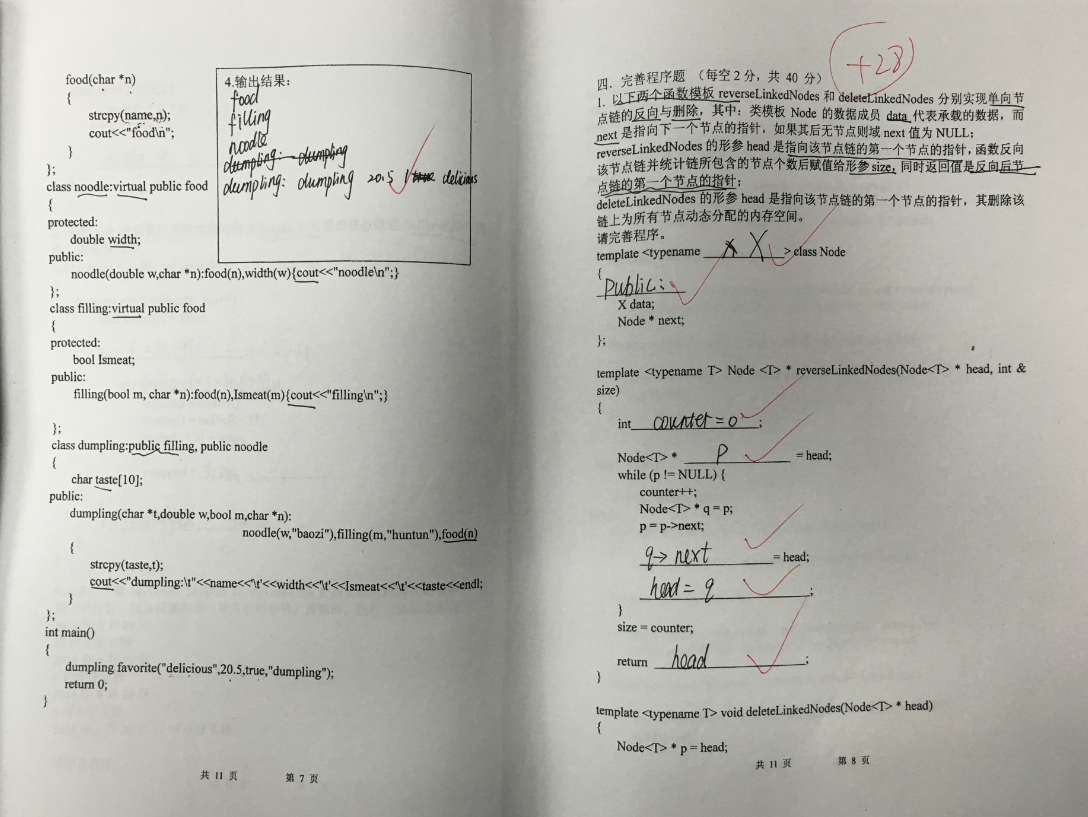 food(char *n)
{
strcpy(name,n);
cout<<"food\n";
}
};
class noodle:virtual public food
{
protected:
double width;
public:
noodle(double w,char *n):food(n),width(w){cout<<"noodle\n";}
};
class filling:virtual public food
{
protected:
bool Ismeat;
public:
filling(bool m, char *n):food(n),Ismeat(m){cout<<"filling\n";}
};
class dumpling:public filling, public noodle
{
char taste[10];
public:
dumpling(char *t,double w,bool m,char *n):
noodle(w,"baozi"),filling(m,"huntun"),food(n)
{
strcpy(taste,t);
cout<<"dumpling:\t"<<name<<'\t'<<width<<'\t'<<Ismeat<<'\t'<<taste<<endl;
}
};
int main()
{
dumpling favorite("delicious",20.5,true,"dumpling");
return 0;
}
4.输出结果:
food
filling
noodle
dumpling: dumpling
dumpling: dumpling 20.5 1 delicious
共 11 页 第 7 页
+28
四．完善程序题 （每空 2 分，共 40 分）
1. 以下两个函数模板 reverseLinkedNodes 和 deleteLinkedNodes 分别实现单向节
点链的反向与删除，其中：类模板 Node 的数据成员 data 代表承载的数据，而
next 是指向下一个节点的指针，如果其后无节点则域 next 值为 NULL；
reverseLinkedNodes 的形参 head 是指向该节点链的第一个节点的指针，函数反向
该节点链并统计链所包含的节点个数后赋值给形参 size，同时返回值是反向后节
点链的第一个节点的指针；
deleteLinkedNodes 的形参 head 是指向该节点链的第一个节点的指针，其删除该
链上为所有节点动态分配的内存空间。
请完善程序。
template <typename X X > class Node
{
public:
X data;
Node * next;
};
template <typename T> Node <T> * reverseLinkedNodes(Node<T> * head, int &
size)
{
int counter = 0 ;
Node<T> * p = head;
while (p != NULL) {
counter++;
Node<T> * q = p;
p = p->next;
q-> next = head;
head = q ;
}
size = counter;
return head ;
}
template <typename T> void deleteLinkedNodes(Node<T> * head)
{
Node<T> * p = head;
共 11 页 第 8 页